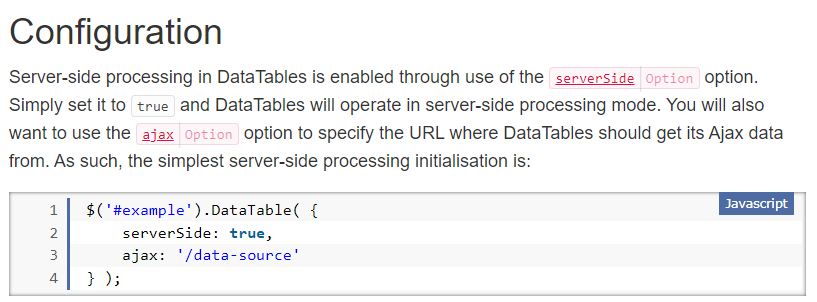 Configuration
Server-side processing in DataTables is enabled through use of the serverSide Option option.
Simply set it to true and DataTables will operate in server-side processing mode. You will also
want to use the ajax Option option to specify the URL where DataTables should get its Ajax data
from. As such, the simplest server-side processing initialisation is:
Javascript
1 $('#example').DataTable( {
2     serverSide: true,
3     ajax: '/data-source'
4 } );